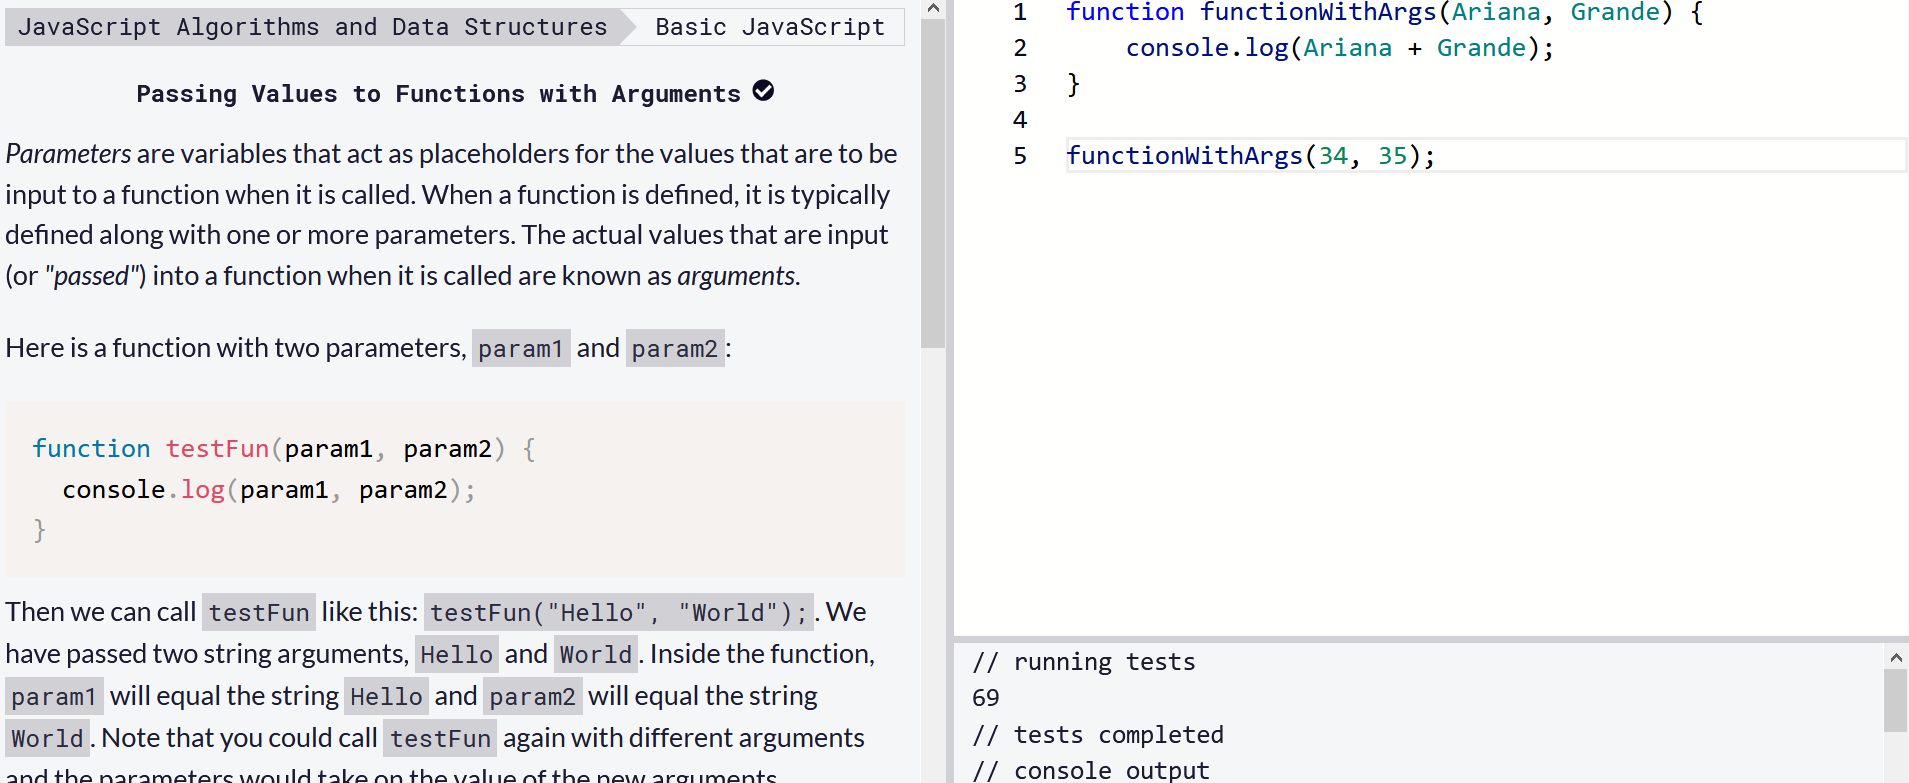 JavaScript Algorithms and Data Structures Basic JavaScript
Passing Values to Functions with Arguments
Parameters are variables that act as placeholders for the values that are to be
input to a function when it is called. When a function is defined, it is typically
defined along with one or more parameters. The actual values that are input
(or "passed") into a function when it is called are known as arguments.
Here is a function with two parameters, param1 and param2:
function testFun(param1, param2) {
  console.log(param1, param2);
}
Then we can call testFun like this: testFun("Hello", "World");. We
have passed two string arguments, Hello and World. Inside the function,
param1 will equal the string Hello and param2 will equal the string
World. Note that you could call testFun again with different arguments
and the parameters would take on the value of the new arguments.
1 function functionWithArgs(Ariana, Grande) {
2     console.log(Ariana + Grande);
3 }
4
5 functionWithArgs(34, 35);
// running tests
69
// tests completed
// console output